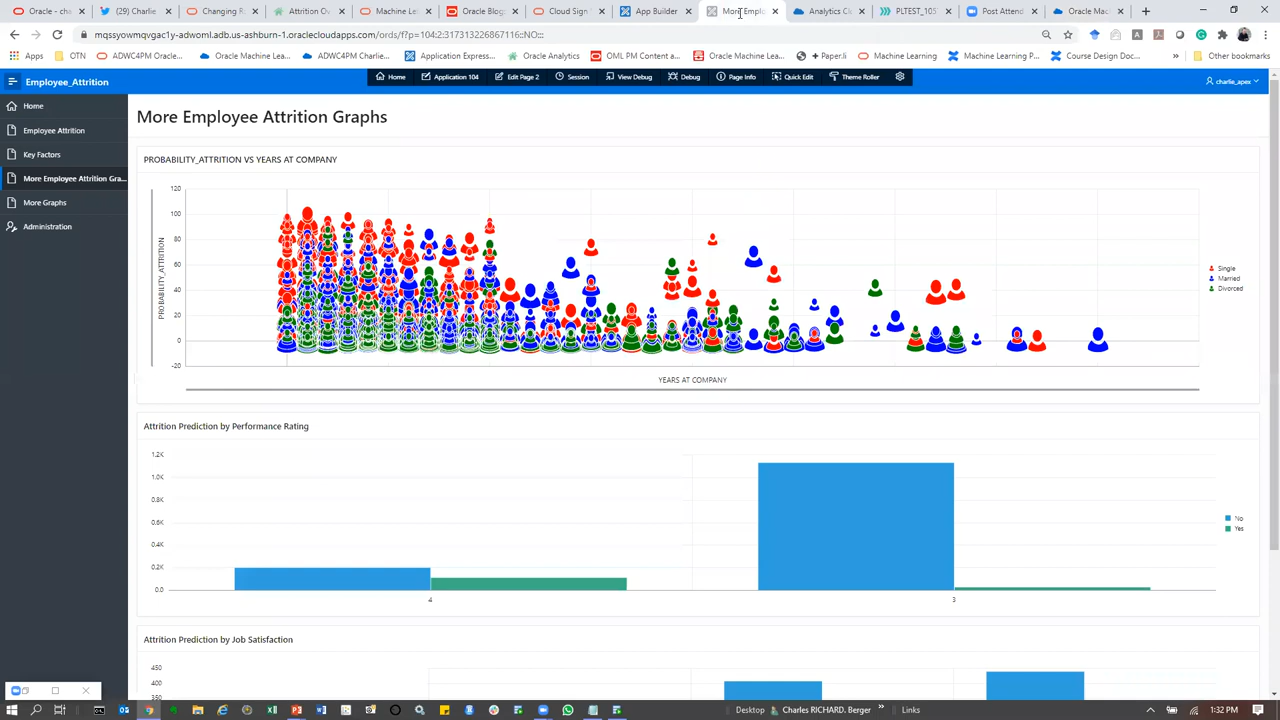 Oracle - cha
(59) Charlie
Changing R
Attrition Ov
Machine Le
Oracle Blog
Cloud Sign
App Builder
More Emplo
Analytics Cl
PLTEST_105
Post Attend
Oracle Mac
mqssyowmqvgac1y-adwoml.adb.us-ashburn-1.oraclecloudapps.com/ords/f?p=104:2:317131522686711 6:NO:::
Apps
OTN
ADWC4PM Oracle...
Oracle Machine Lea...
ADWC4PM Charlie...
Application Express...
Oracle Analytics
OML PM Content a...
Oracle Machine Lea...
+ Paper.li
Machine Learning
Machine Learning P...
Course Design Doc...
»
Other bookmarks
Employee_Attrition
Home
Application 104
Edit Page 2
Session
View Debug
Debug
Page Info
Quick Edit
Theme Roller
charlie_apex
Home
Employee Attrition
Key Factors
More Employee Attrition Gra...
More Graphs
Administration
More Employee Attrition Graphs
PROBABILITY_ATTRITION VS YEARS AT COMPANY
120
100
80
60
40
20
0
-20
PROBABILITY_ATTRITION
YEARS AT COMPANY
Single
Married
Divorced
Attrition Prediction by Performance Rating
1.2K
1.0K
0.8K
0.6K
0.4K
0.2K
0.0
4
3
No
Yes
Attrition Prediction by Job Satisfaction
450
400
350
Desktop
Charles RICHARD. Berger
»
Links
1:32 PM